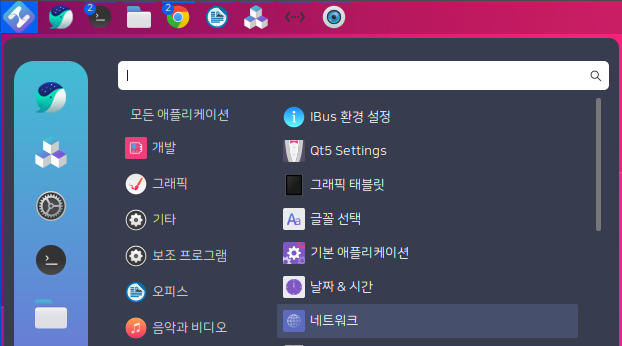 2
2
모든 애플리케이션
개발
그래픽
기타
보조 프로그램
오피스
음악과 비디오
IBus 환경 설정
Qt5 Settings
그래픽 태블릿
글꼴 선택
기본 애플리케이션
날짜 & 시간
네트워크